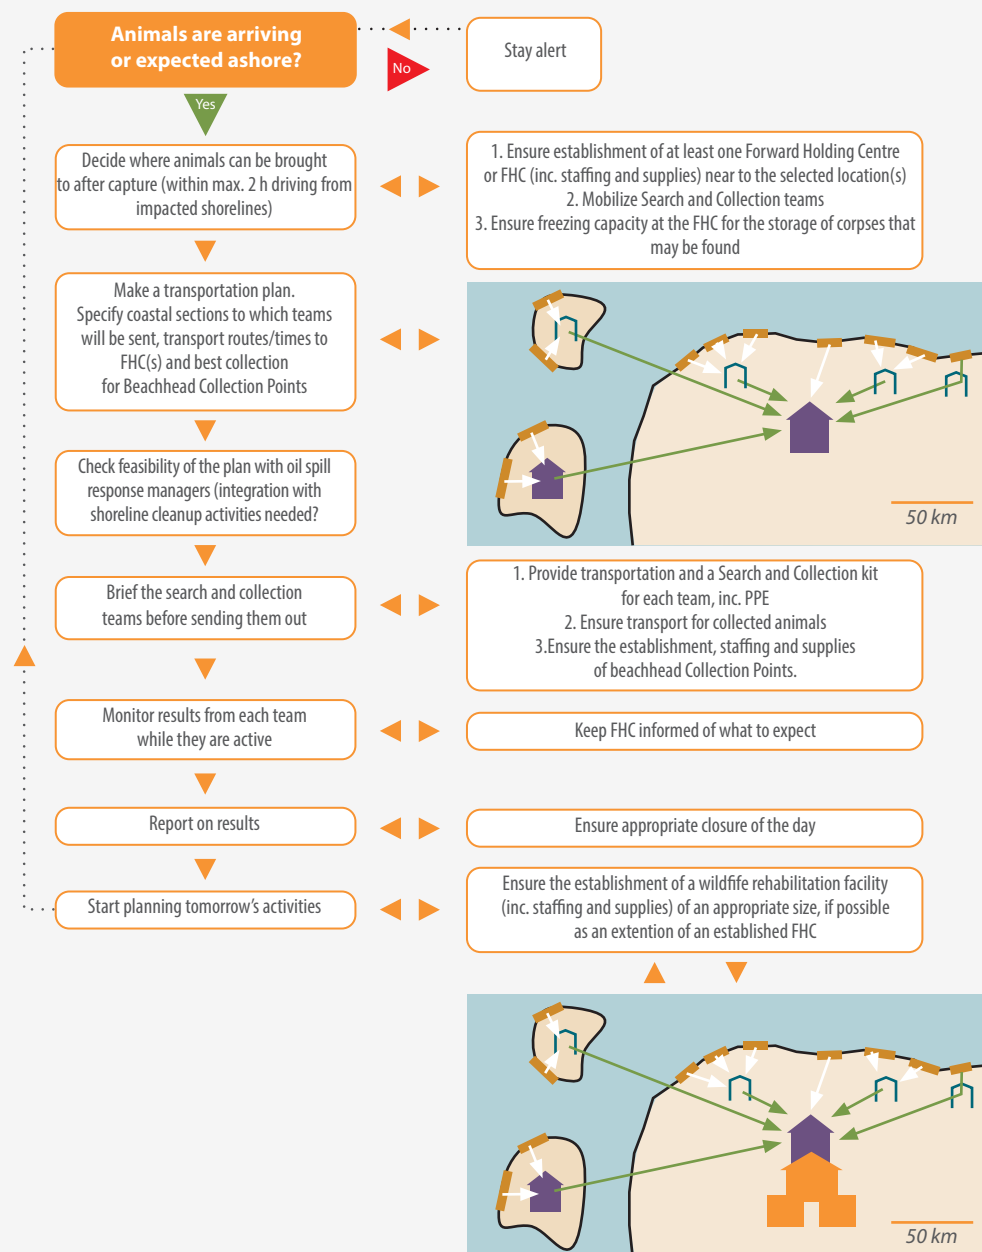 Animals are arriving
or expected ashore?
No
Stay alert
Yes
Decide where animals can be brought
to after capture (within max. 2 h driving from
impacted shorelines)
1. Ensure establishment of at least one Forward Holding Centre
or FHC (inc. staffing and supplies) near to the selected location(s)
2. Mobilize Search and Collection teams
3. Ensure freezing capacity at the FHC for the storage of corpses that
may be found
Make a transportation plan.
Specify coastal sections to which teams
will be sent, transport routes/times to
FHC(s) and best collection
for Beachhead Collection Points
50 km
Check feasibility of the plan with oil spill
response managers (integration with
shoreline cleanup activities needed?
Brief the search and collection
teams before sending them out
1. Provide transportation and a Search and Collection kit
for each team, inc. PPE
2. Ensure transport for collected animals
3.Ensure the establishment, staffing and supplies
of beachhead Collection Points.
Monitor results from each team
while they are active
Keep FHC informed of what to expect
Report on results
Ensure appropriate closure of the day
Start planning tomorrow's activities
Ensure the establishment of a wildfife rehabilitation facility
(inc. staffing and supplies) of an appropriate size, if possible
as an extention of an established FHC
50 km